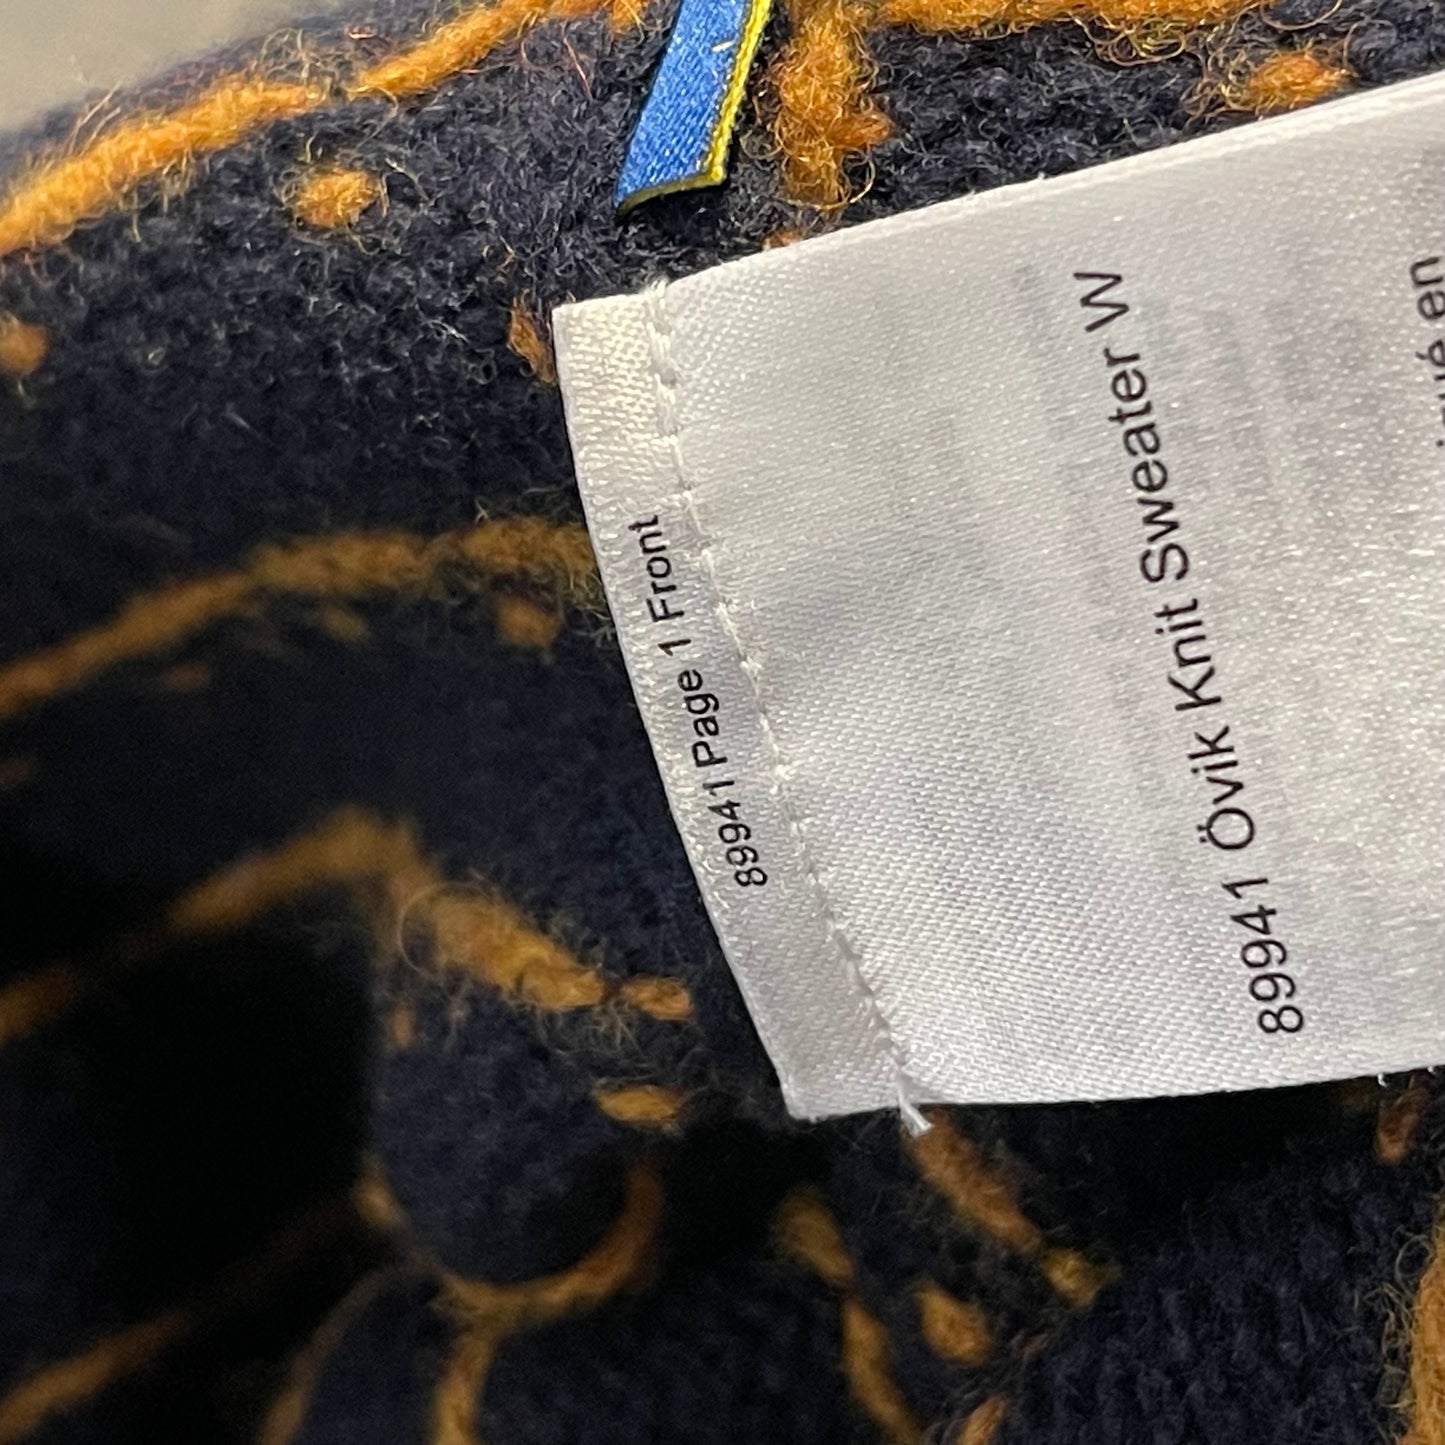 89941 Page 1 Front
89941 Övik Knit Sweater W